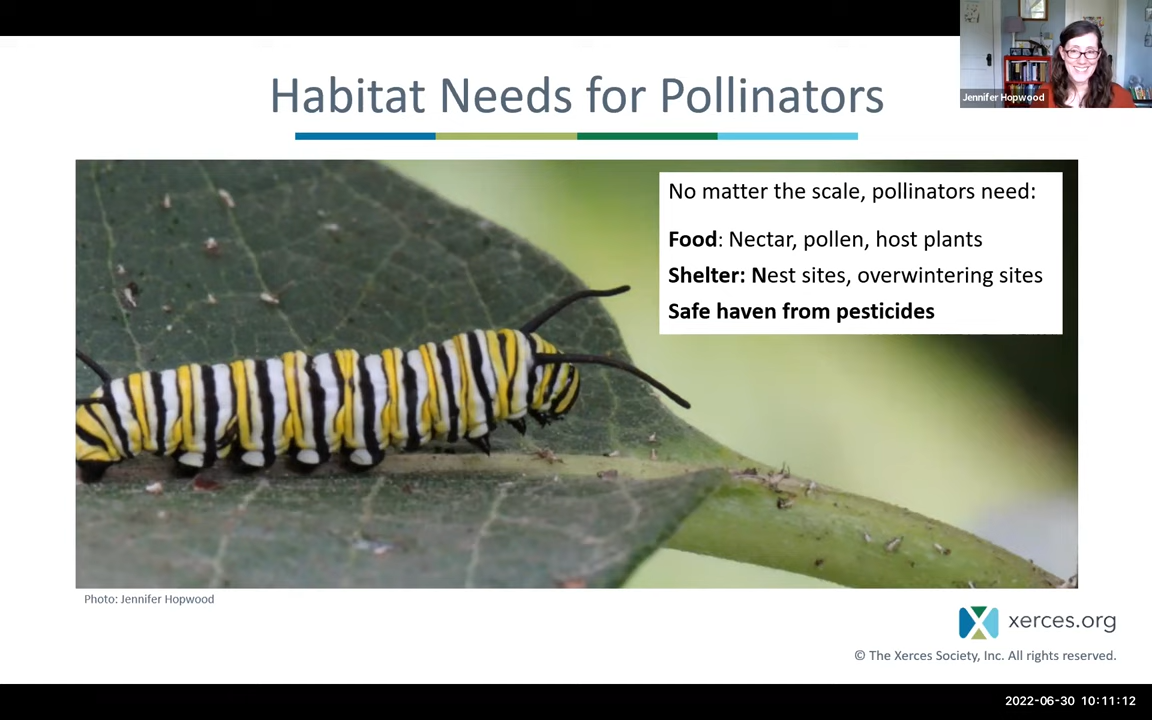 Habitat Needs for Pollinators
Jennifer Hopwood
No matter the scale, pollinators need:
Food: Nectar, pollen, host plants
Shelter: Nest sites, overwintering sites
Safe haven from pesticides
Photo: Jennifer Hopwood
xerces.org
© The Xerces Society, Inc. All rights reserved.
2022-06-30 10:11:12